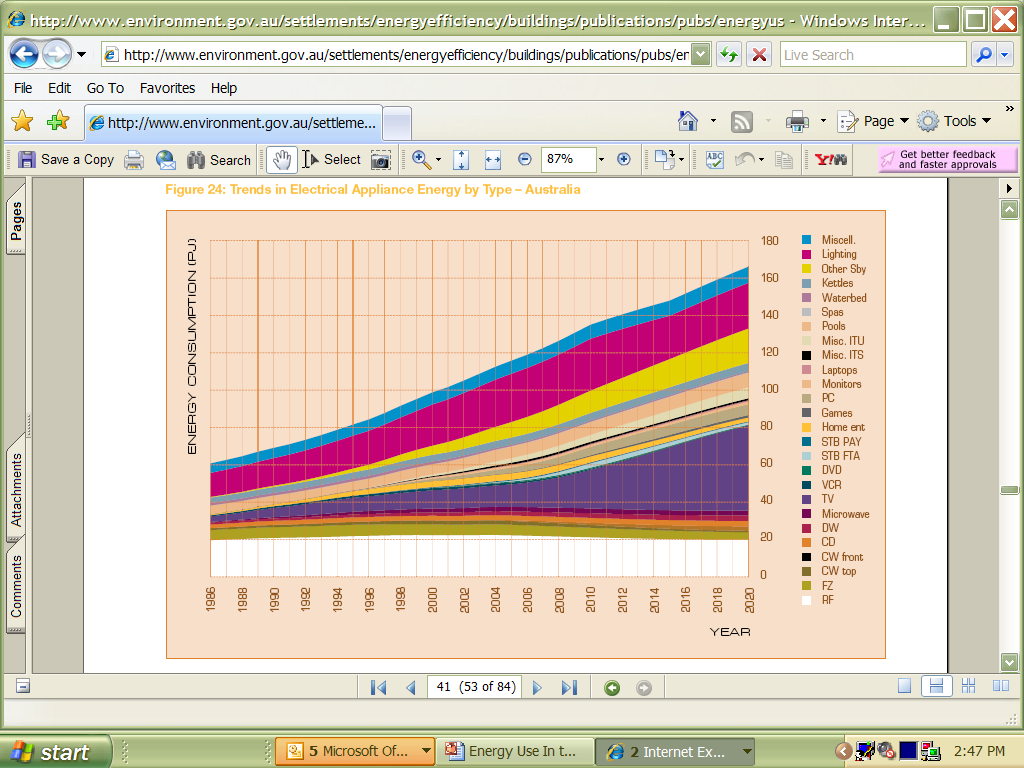 http://www.environment.gov.au/settlements/energyefficiency/buildings/publications/pubs/energyus - Windows Inter...
http://www.environment.gov.au/settlements/energyefficiency/buildings/publications/pubs/er
Live Search
File Edit Go To Favorites Help
http://www.environment.gov.au/settleme...
Page Tools
Save a Copy Search Select 87% Y! Get better feedback
and faster approvals
Pages
Attachments
Comments
Figure 24: Trends in Electrical Appliance Energy by Type – Australia
ENERGY CONSUMPTION (PJ)
180
160
140
120
100
80
60
40
20
0
1986 1988 1990 1992 1994 1996 1998 2000 2002 2004 2006 2008 2010 2012 2014 2016 2018 2020
YEAR
Miscell.
Lighting
Other Sby
Kettles
Waterbed
Spas
Pools
Misc. ITU
Misc. ITS
Laptops
Monitors
PC
Games
Home ent
STB PAY
STB FTA
DVD
VCR
TV
Microwave
DW
CD
CW front
CW top
FZ
RF
41 (53 of 84)
start
5 Microsoft Of...
Energy Use In t...
2 Internet Ex...
2:47 PM